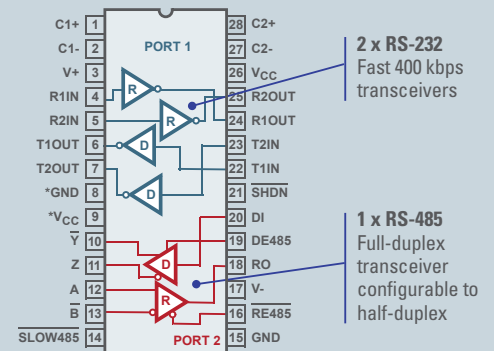 C1+ 1 28 C2+
C1- 2 PORT 1 27 C2-
V+ 3 26 VCC
R1IN 4 R 25 R2OUT
R2IN 5 R 24 R1OUT
T1OUT 6 D 23 T2IN
T2OUT 7 22 T1IN
*GND 8 D 21 SHDN
*VCC 9 20 DI
Y 10 19 DE485
Z 11 D 18 RO
A 12 17 V-
B 13 R 16 RE485
SLOW485 14 PORT 2 15 GND
2 x RS-232
Fast 400 kbps
transceivers
1 x RS-485
Full-duplex
transceiver
configurable to
half-duplex